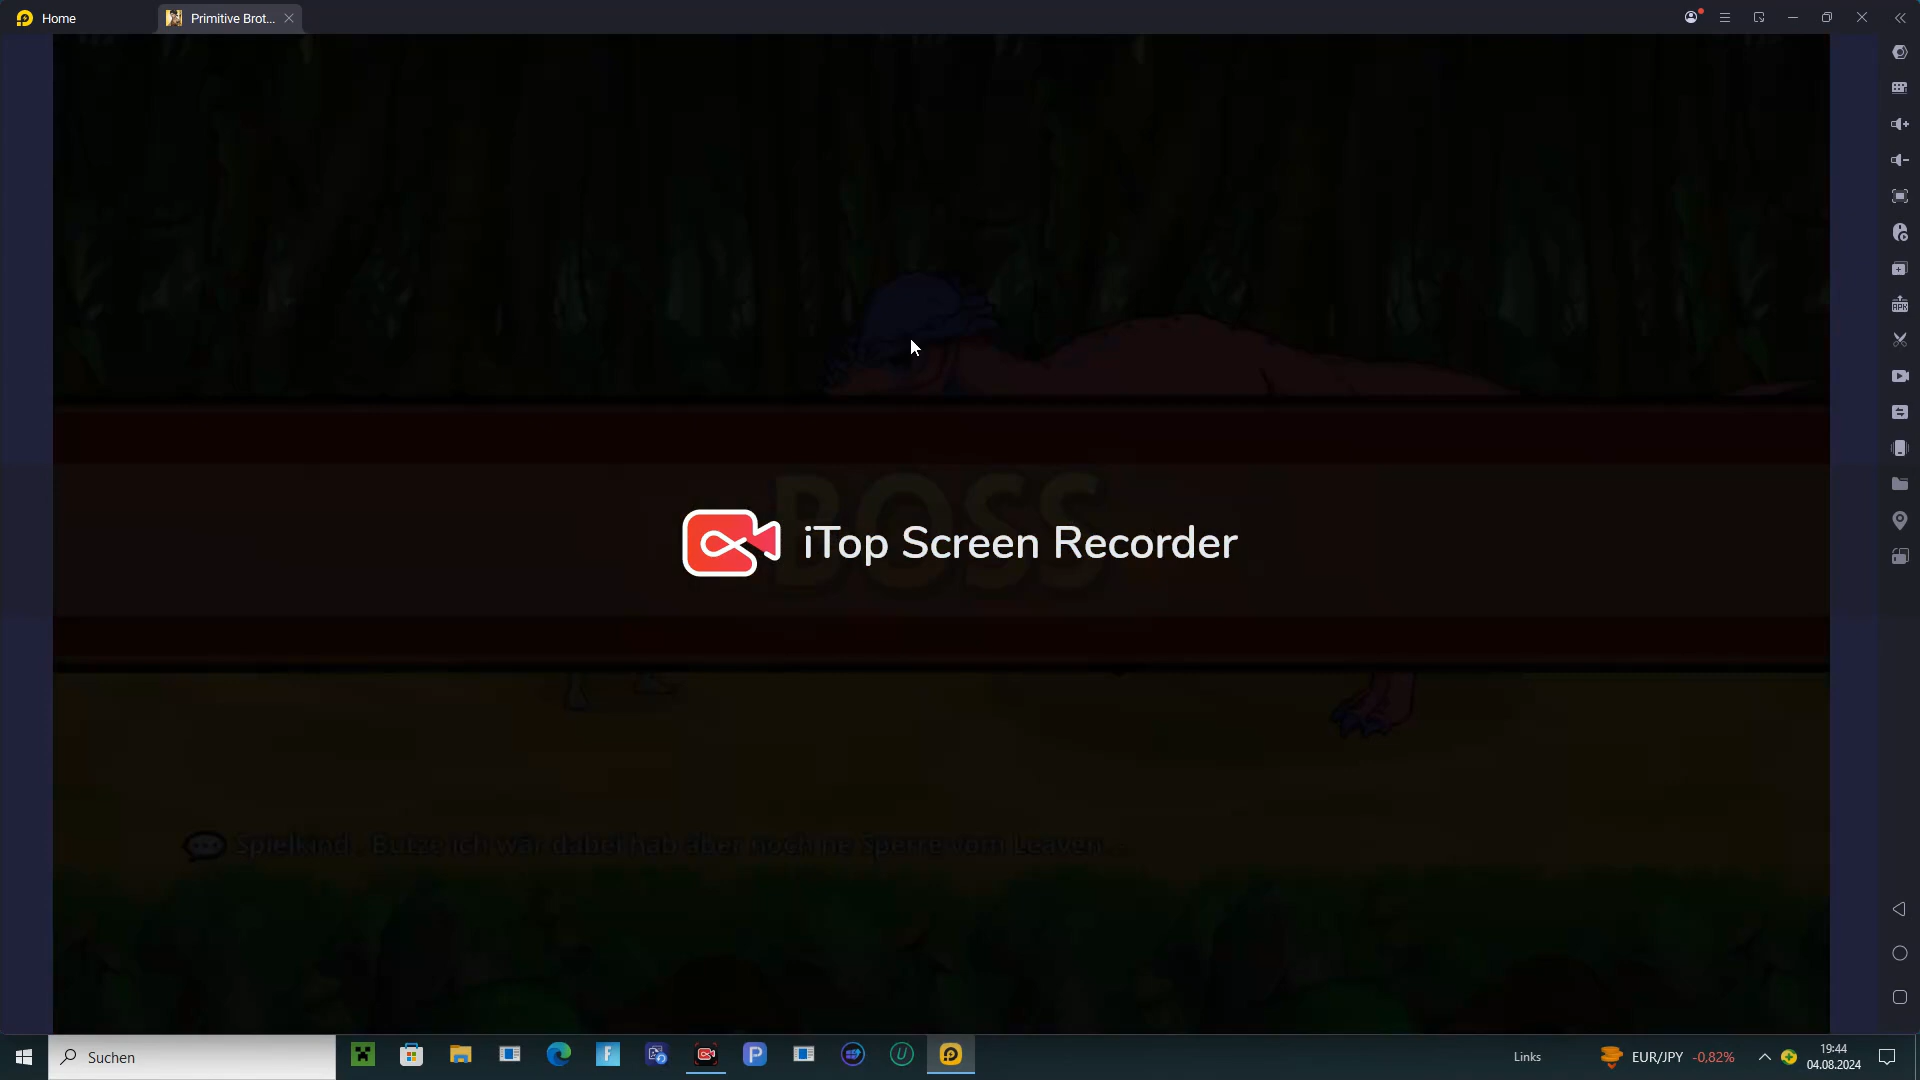 Home
Primitive Brot...
BOSS
iTop Screen Recorder
Spielkind.: Butze ich wär dabei hab aber noch ne Sperre vom Leaven ..
Suchen
Links
EUR/JPY -0,82%
19:44
04.08.2024